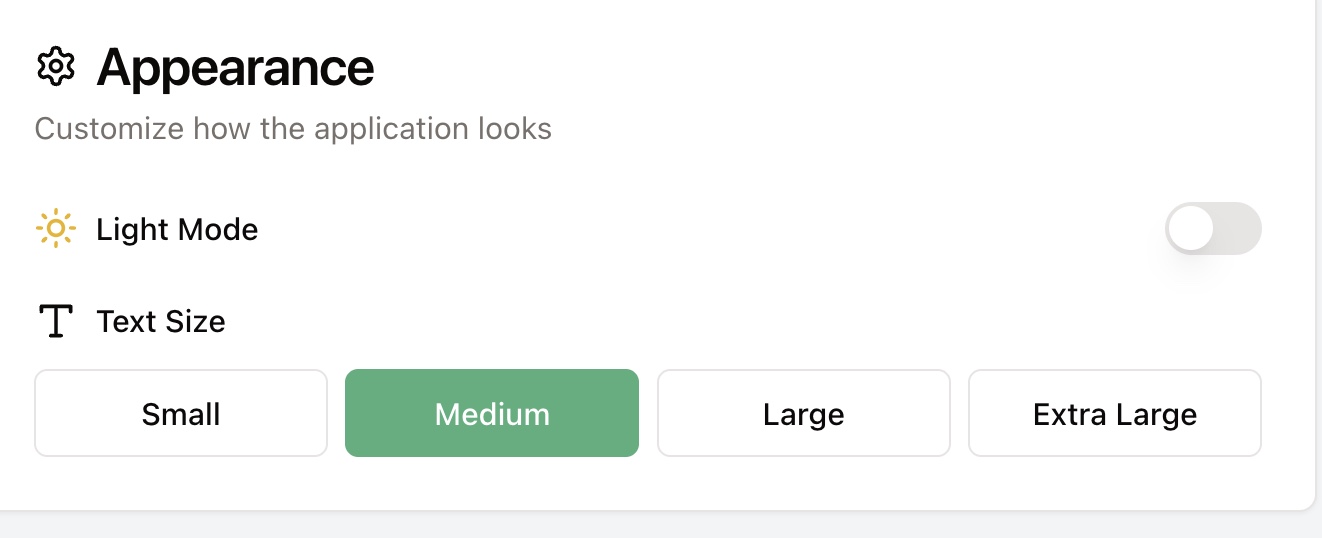 Appearance
Customize how the application looks
Light Mode
Text Size
Small Medium Large Extra Large